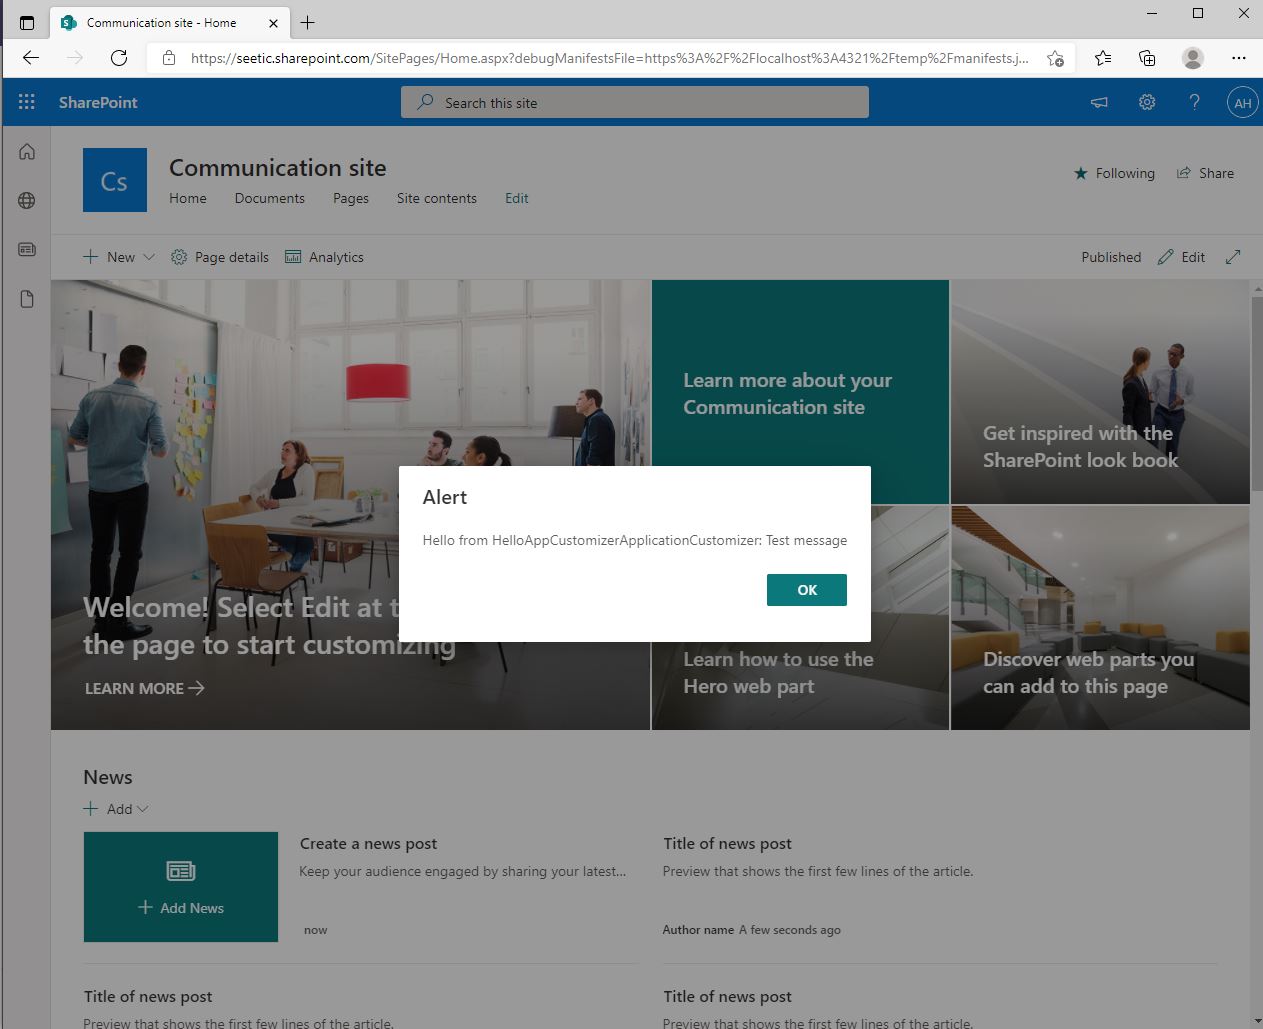 Communication site - Home
https://seetic.sharepoint.com/SitePages/Home.aspx?debugManifestsFile=https%3A%2F%2Flocalhost%3A4321%2Ftemp%2Fmanifests.j...
SharePoint
Search this site
?
AH
Cs
Communication site
Home Documents Pages Site contents Edit
Following Share
New Page details Analytics
Published Edit
Learn more about your
Communication site
Get inspired with the
SharePoint look book
Alert
Hello from HelloAppCustomizerApplicationCustomizer: Test message
OK
Welcome! Select Edit at t
the page to start customizing
LEARN MORE
Learn how to use the
Hero web part
Discover web parts you
can add to this page
News
Add
Add News
Create a news post
Keep your audience engaged by sharing your latest...
now
Title of news post
Preview that shows the first few lines of the article.
Author name A few seconds ago
Title of news post
Preview that shows the first few lines of the article.
Title of news post
Preview that shows the first few lines of the article.